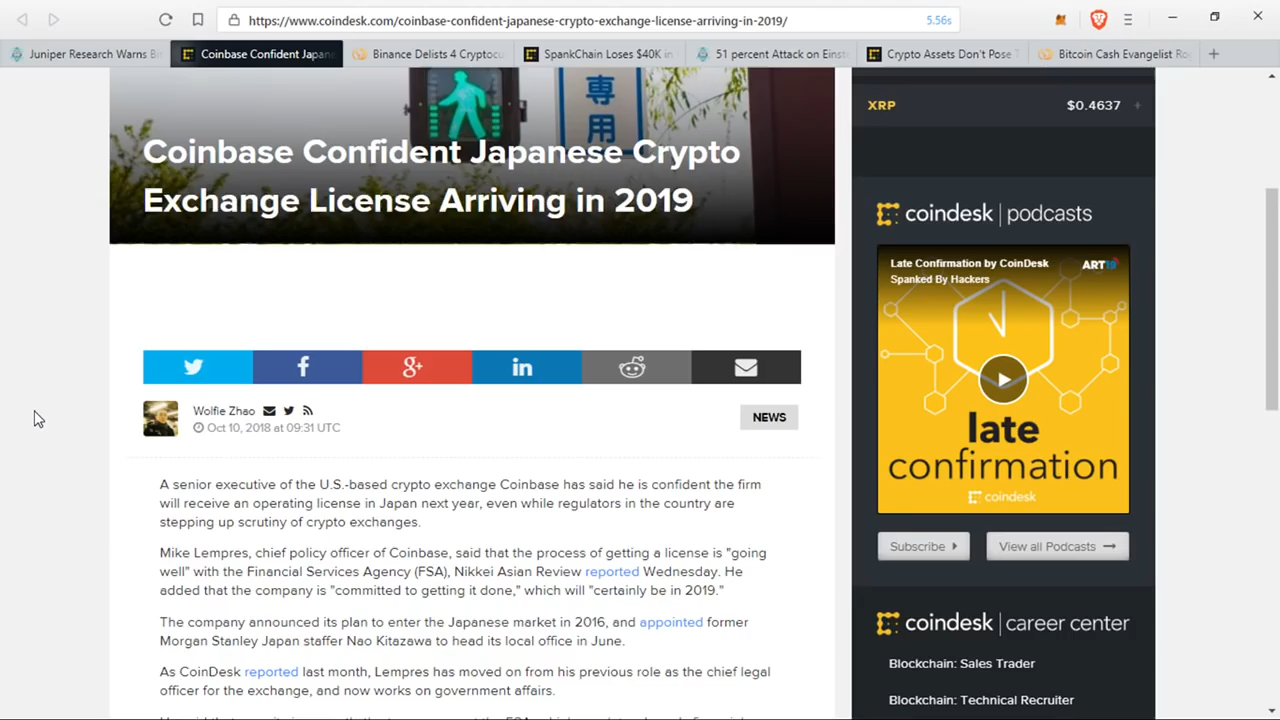 https://www.coindesk.com/coinbase-confident-japanese-crypto-exchange-license-arriving-in-2019/
5.56s
Juniper Research Warns Bi
Coinbase Confident Japane
Binance Delists 4 Cryptocu
SpankChain Loses $40K in
51 percent Attack on Einst
Crypto Assets Don't Pose
Bitcoin Cash Evangelist Ro
専
用
Coinbase Confident Japanese Crypto
Exchange License Arriving in 2019
Wolfie Zhao
Oct 10, 2018 at 09:31 UTC
NEWS
A senior executive of the U.S.-based crypto exchange Coinbase has said he is confident the firm
will receive an operating license in Japan next year, even while regulators in the country are
stepping up scrutiny of crypto exchanges.
Mike Lempres, chief policy officer of Coinbase, said that the process of getting a license is "going
well" with the Financial Services Agency (FSA), Nikkei Asian Review reported Wednesday. He
added that the company is "committed to getting it done," which will "certainly be in 2019."
The company announced its plan to enter the Japanese market in 2016, and appointed former
Morgan Stanley Japan staffer Nao Kitazawa to head its local office in June.
As CoinDesk reported last month, Lempres has moved on from his previous role as the chief legal
officer for the exchange, and now works on government affairs.
XRP
$0.4637 +
coindesk | podcasts
Late Confirmation by CoinDesk
Spanked By Hackers
ART19
late
confirmation
coindesk
Subscribe
View all Podcasts
coindesk | career center
Blockchain: Sales Trader
Blockchain: Technical Recruiter